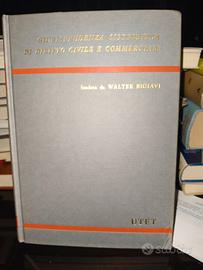 GIURISPRUDENZA SISTEMATICA
DI DIRITTO CIVILE E COMMERCIALE
fondata da WALTER BIGIAVI
UTET
subito